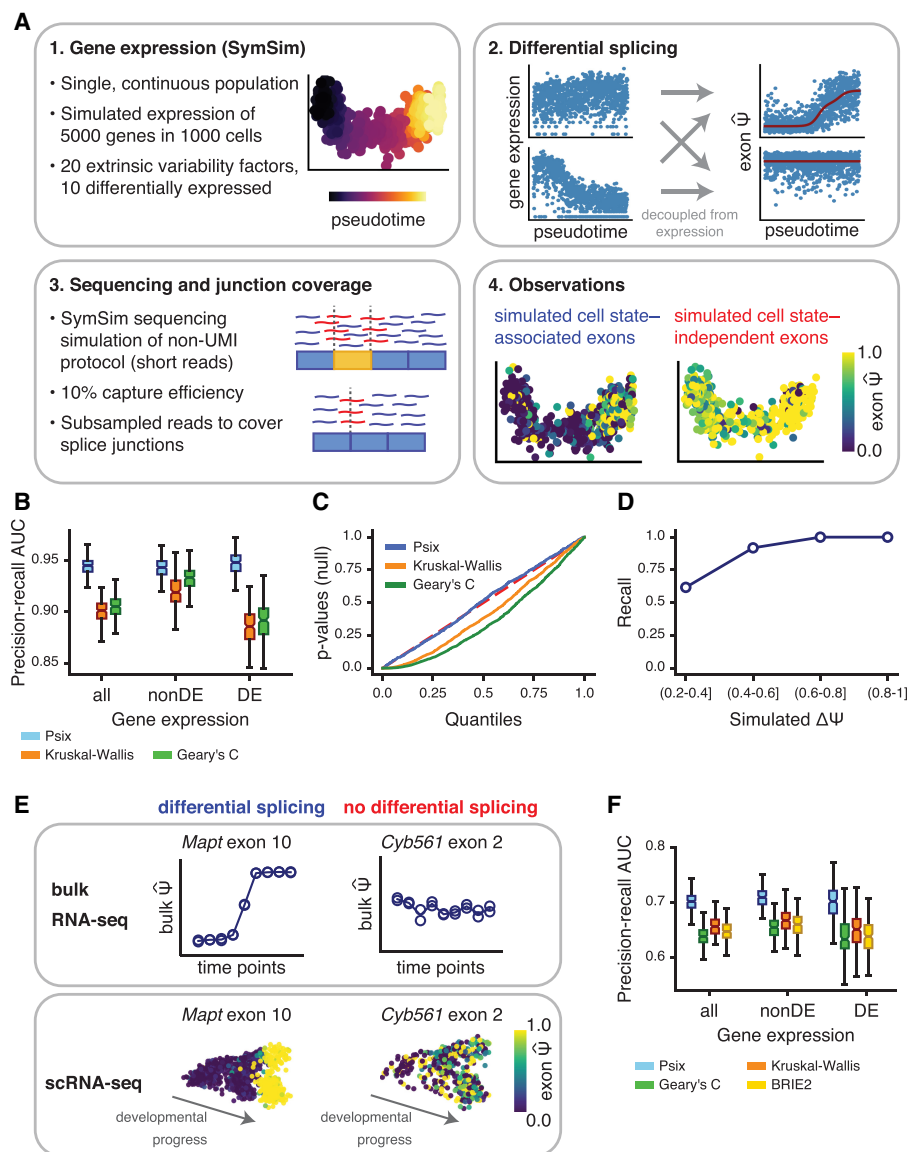 A
1. Gene expression (SymSim)
• Single, continuous population
• Simulated expression of
5000 genes in 1000 cells
• 20 extrinsic variability factors,
10 differentially expressed
pseudotime
2. Differential splicing
gene expression
pseudotime
decoupled from
expression
exon Ψ̂
pseudotime
3. Sequencing and junction coverage
• SymSim sequencing
simulation of non-UMI
protocol (short reads)
• 10% capture efficiency
• Subsampled reads to cover
splice junctions
4. Observations
simulated cell state–
associated exons
simulated cell state–
independent exons
1.0
exon Ψ̂
0.0
B
Precision-recall AUC
0.95
0.90
0.85
all nonDE DE
Gene expression
Psix
Kruskal-Wallis Geary's C
C
p-values (null)
1.0
0.75
0.5
0.25
0.0
Psix
Kruskal-Wallis
Geary's C
0.0 0.25 0.5 0.75 1.0
Quantiles
D
Recall
1.0
0.75
0.5
0.25
0.0
(0.2-0.4] (0.4-0.6] (0.6-0.8] (0.8-1]
Simulated ΔΨ
E
differential splicing no differential splicing
bulk
RNA-seq
Mapt exon 10
bulk Ψ̂
time points
Cyb561 exon 2
bulk Ψ̂
time points
scRNA-seq
Mapt exon 10
developmental
progress
Cyb561 exon 2
developmental
progress
1.0
exon Ψ̂
0.0
F
Precision-recall AUC
0.8
0.7
0.6
all nonDE DE
Gene expression
Psix Kruskal-Wallis
Geary's C BRIE2